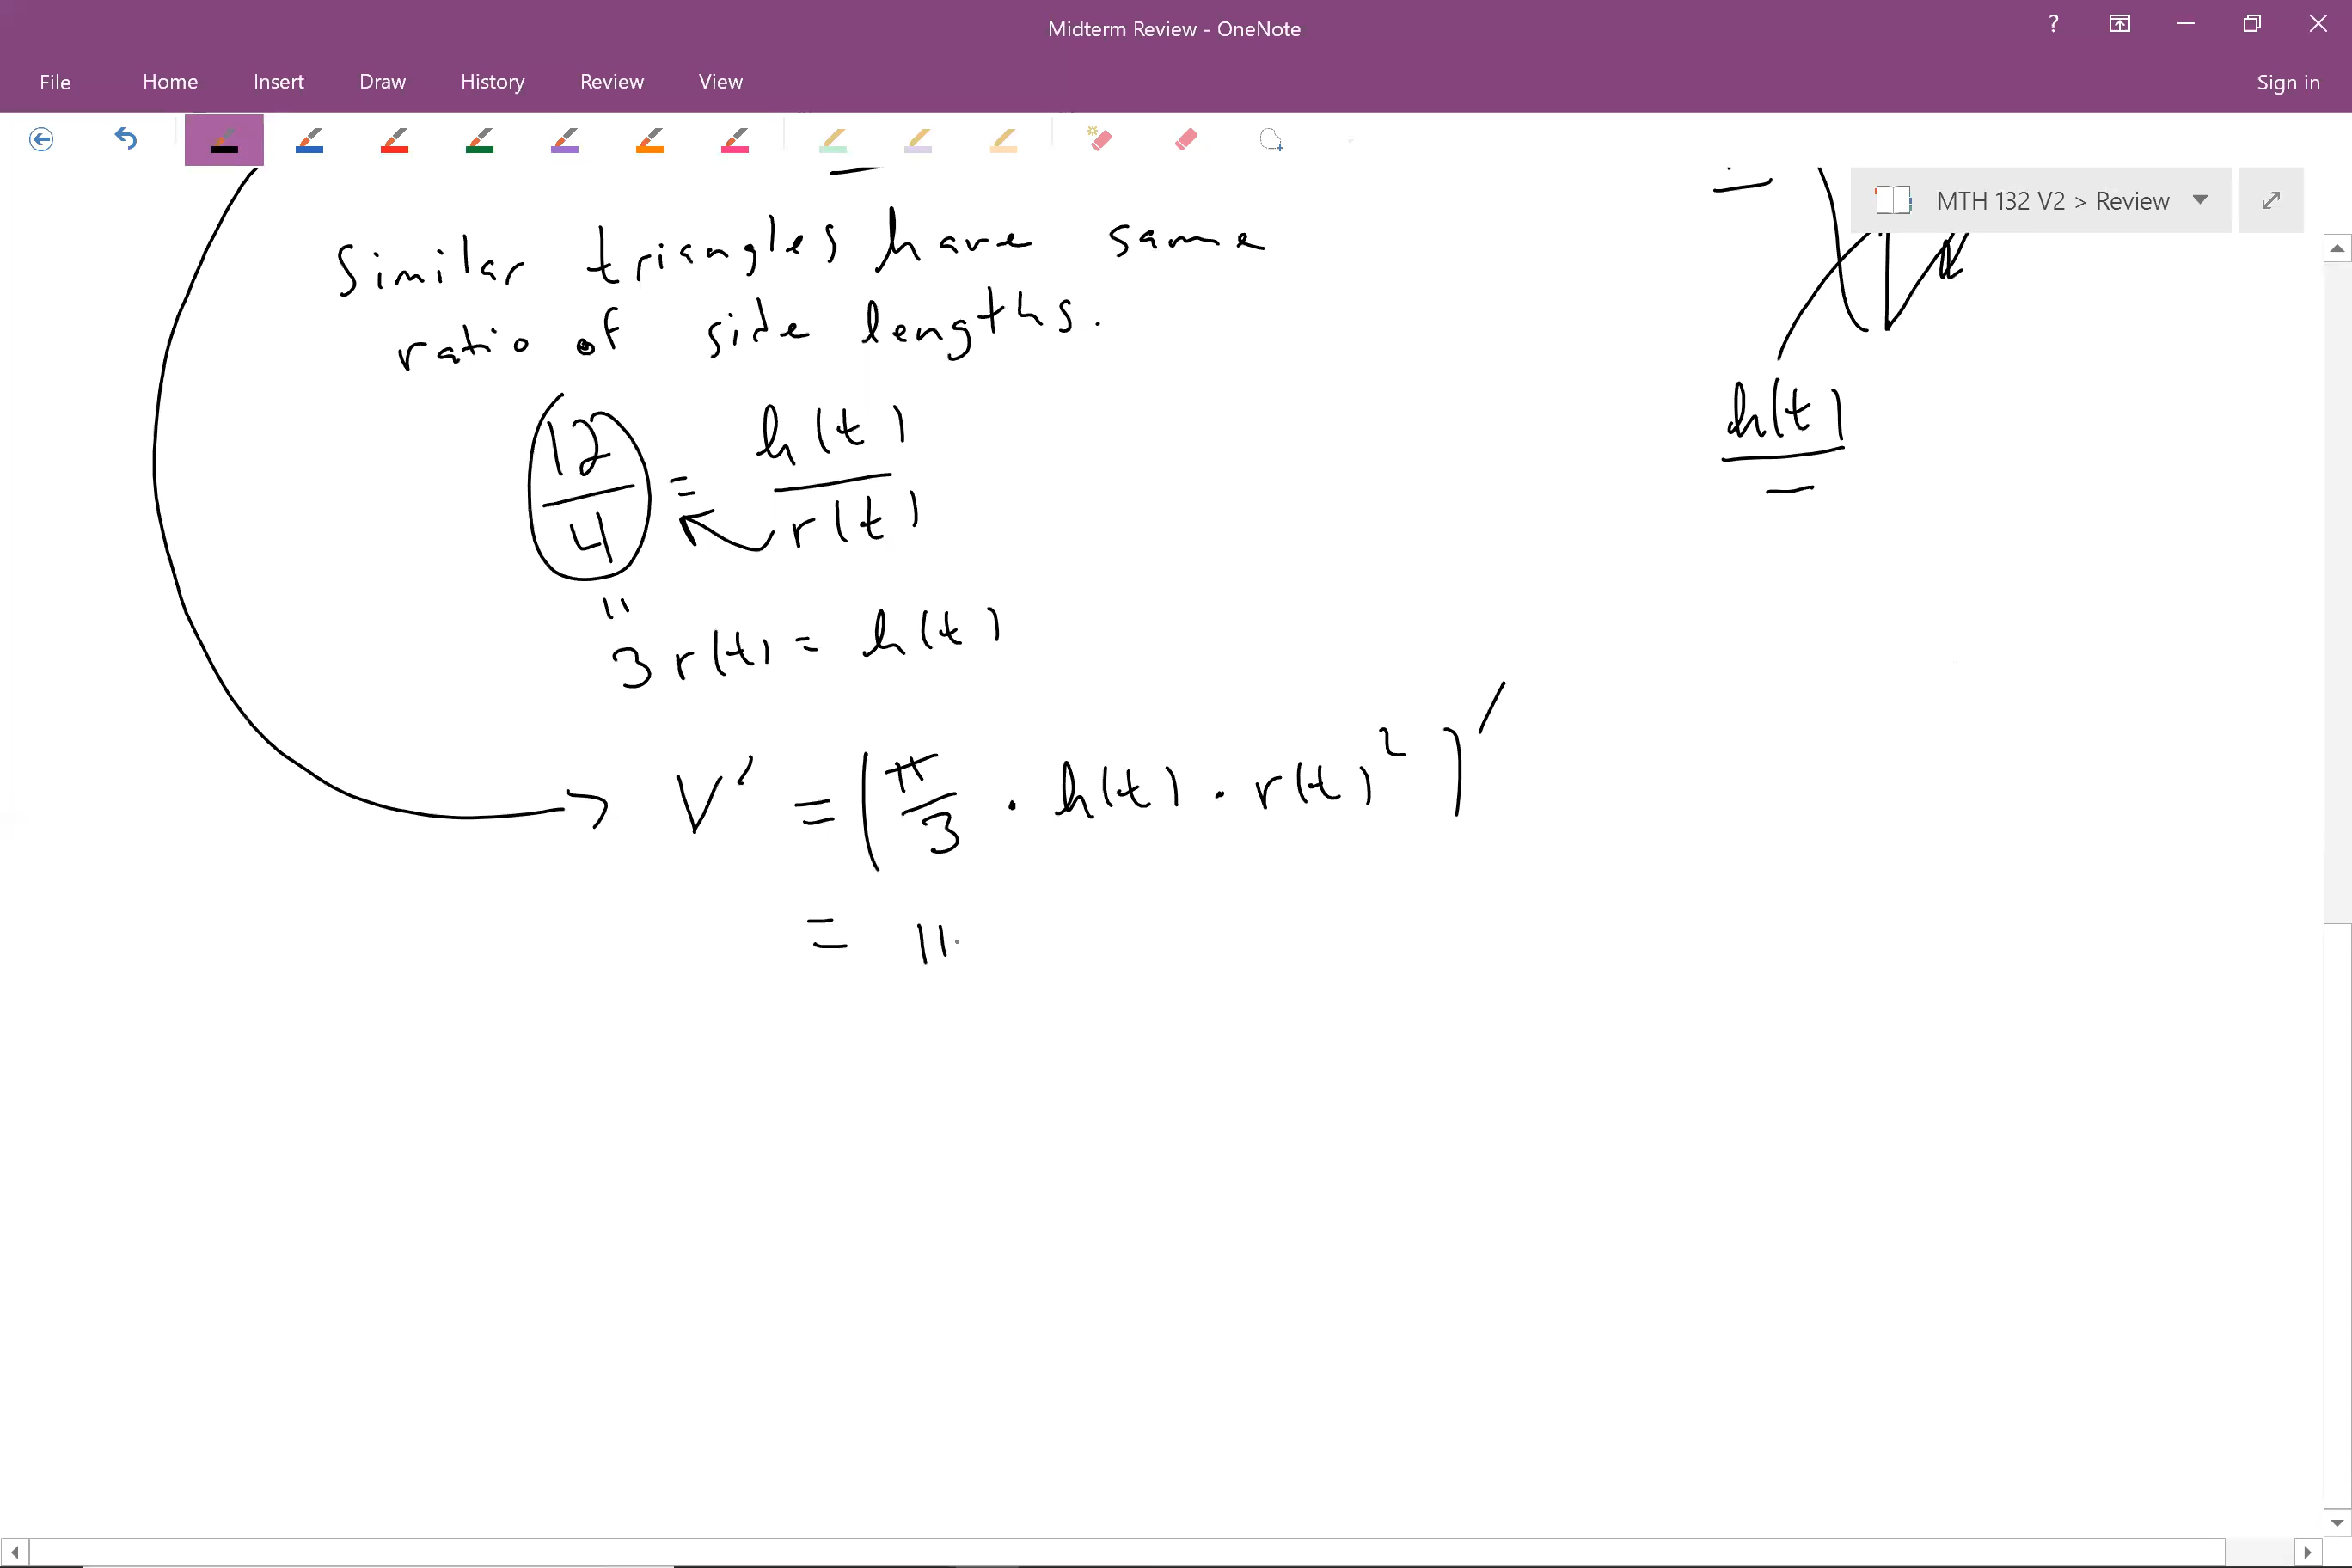 Midterm Review - OneNote
?
File Home Insert Draw History Review View Sign in
MTH 132 V2 > Review
Similar triangles have same
ratio of side lengths.
12/4 = h(t)/r(t)
h(t)
"
3 r(t) = h(t)
V' = (π/3 · h(t) · r(t)²)'
=